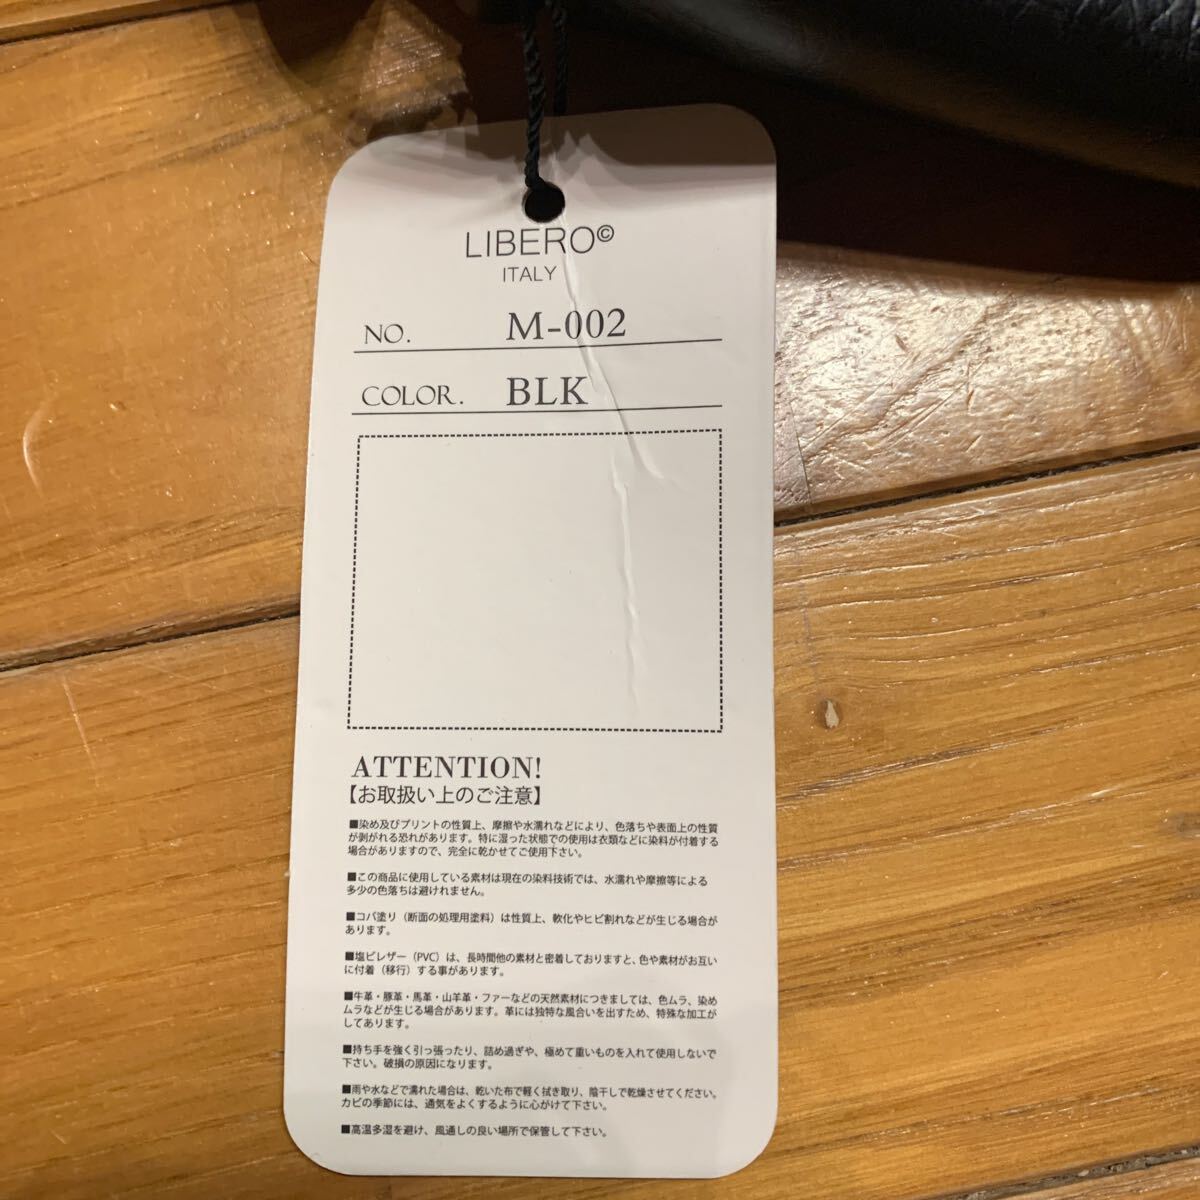 LIBERO©
ITALY
NO. M-002
COLOR. BLK
ATTENTION!
【お取扱い上のご注意】
■染め及びプリントの性質上、摩擦や水濡れなどにより、色落ちや表面上の性質
が剥がれる恐れがあります。特に湿った状態での使用は衣類などに染料が付着する
場合がありますので、完全に乾かせてご使用下さい。
■この商品に使用している素材は現在の染料技術では、水濡れや摩擦等による
多少の色落ちは避けれません。
■コバ塗り（断面の処理用塗料）は性質上、軟化やヒビ割れなどが生じる場合が
あります。
■塩ビレザー（PVC）は、長時間他の素材と密着しておりますと、色や素材がお互い
に付着（移行）する事があります。
■牛革・豚革・馬革・山羊革・ファーなどの天然素材につきましては、色ムラ、染め
ムラなどが生じる場合があります。革には独特な風合いを出すため、特殊な加工が
してあります。
■持ち手を強く引っ張ったり、詰め過ぎや、極めて重いものを入れて使用しないで
下さい。破損の原因になります。
■雨や水などで濡れた場合は、乾いた布で軽く拭き取り、陰干しで乾燥させてください。
カビの季節には、通気をよくするように心がけて下さい。
■高温多湿を避け、風通しの良い場所で保管して下さい。